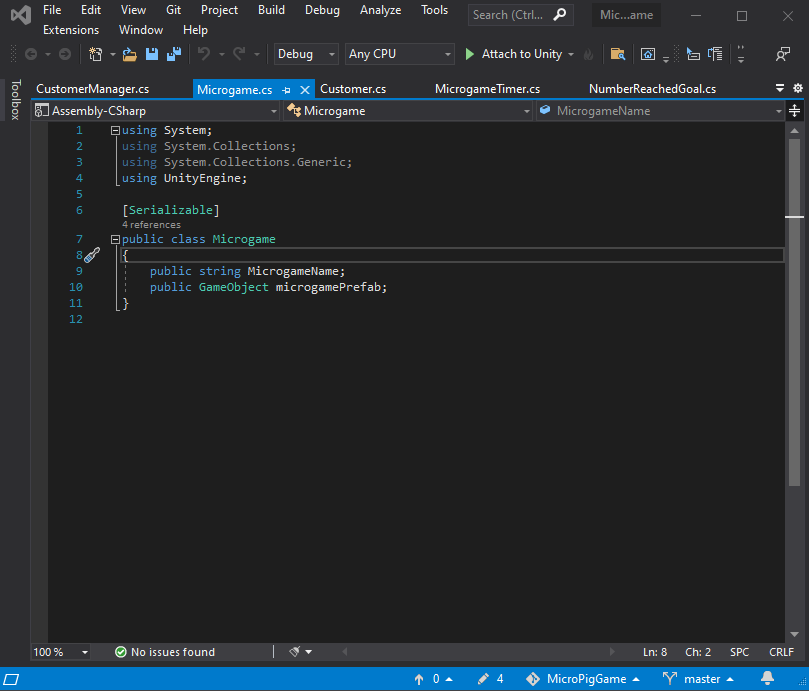 File Edit View Git Project Build Debug Analyze Tools Search (Ctrl... Mic...ame
Extensions Window Help
Debug Any CPU Attach to Unity
CustomerManager.cs Microgame.cs Customer.cs MicrogameTimer.cs NumberReachedGoal.cs
Toolbox
Assembly-CSharp Microgame MicrogameName
1 using System;
2 using System.Collections;
3 using System.Collections.Generic;
4 using UnityEngine;
5
6 [Serializable]
4 references
7 public class Microgame
8 {
9 public string MicrogameName;
10 public GameObject microgamePrefab;
11 }
12
100 % No issues found Ln: 8 Ch: 2 SPC CRLF
0 4 MicroPigGame master